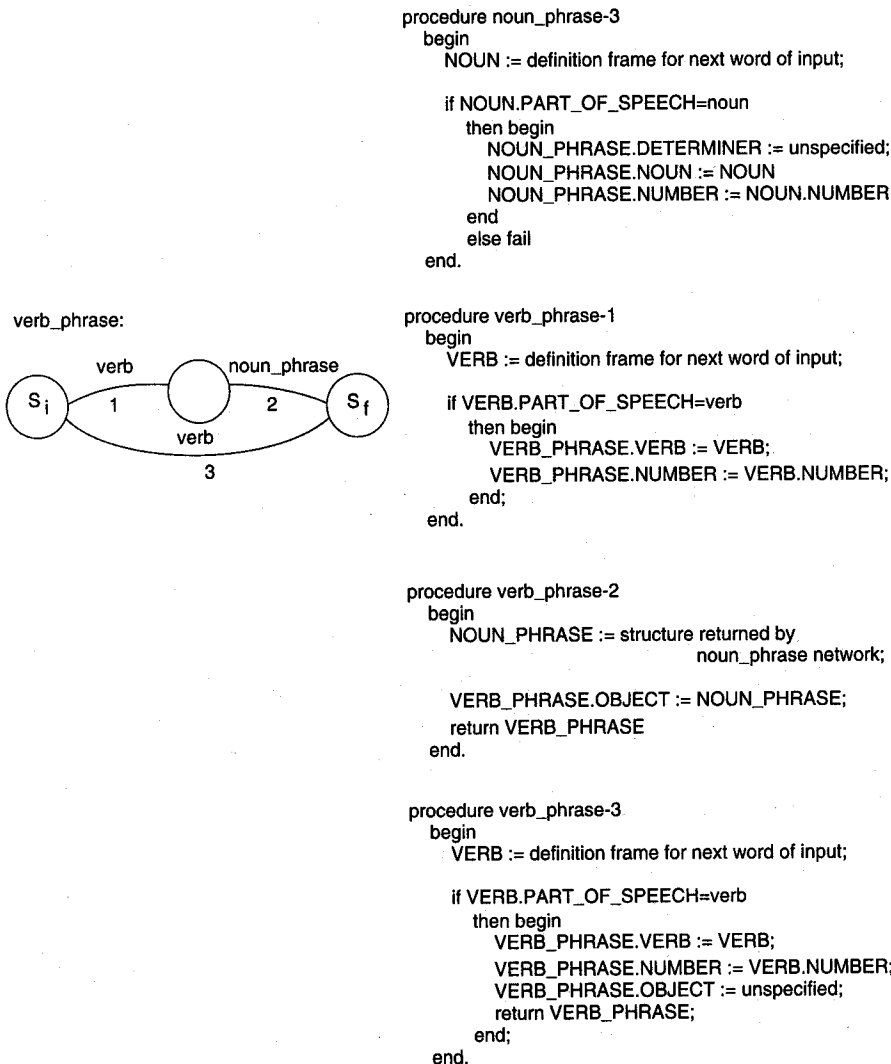 procedure noun_phrase-3
begin
NOUN := definition frame for next word of input;
if NOUN.PART_OF_SPEECH=noun
then begin
NOUN_PHRASE.DETERMINER := unspecified;
NOUN_PHRASE.NOUN := NOUN
NOUN_PHRASE.NUMBER := NOUN.NUMBER
end
else fail
end.
verb_phrase:
verb
noun_phrase
Si
1
2
Sf
verb
3
procedure verb_phrase-1
begin
VERB := definition frame for next word of input;
if VERB.PART_OF_SPEECH=verb
then begin
VERB_PHRASE.VERB := VERB;
VERB_PHRASE.NUMBER := VERB.NUMBER;
end;
end.
procedure verb_phrase-2
begin
NOUN_PHRASE := structure returned by
noun_phrase network;
VERB_PHRASE.OBJECT := NOUN_PHRASE;
return VERB_PHRASE
end.
procedure verb_phrase-3
begin
VERB := definition frame for next word of input;
if VERB.PART_OF_SPEECH=verb
then begin
VERB_PHRASE.VERB := VERB;
VERB_PHRASE.NUMBER := VERB.NUMBER;
VERB_PHRASE.OBJECT := unspecified;
return VERB_PHRASE;
end;
end.